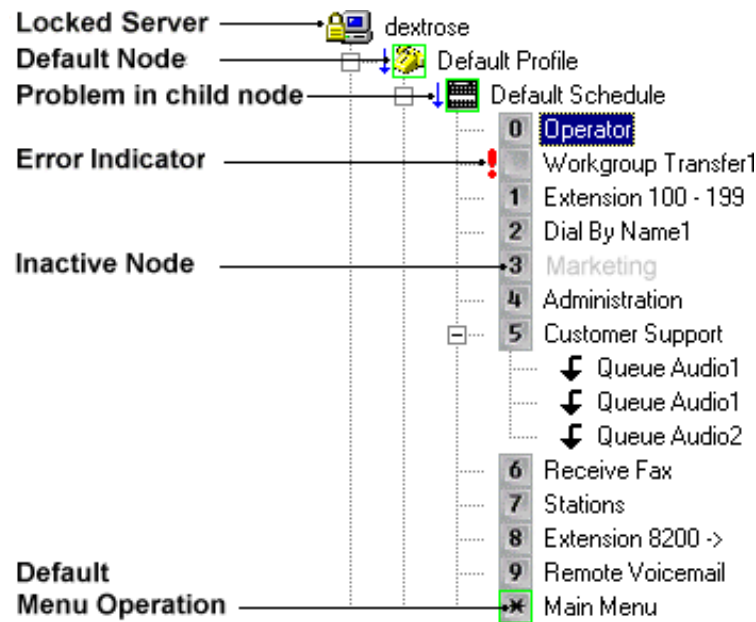 Locked Server dextrose
Default Node Default Profile
Problem in child node Default Schedule
0 Operator
Error Indicator Workgroup Transfer1
1 Extension 100 - 199
2 Dial By Name1
Inactive Node 3 Marketing
4 Administration
5 Customer Support
Queue Audio1
Queue Audio1
Queue Audio2
6 Receive Fax
7 Stations
8 Extension 8200 ->
Default 9 Remote Voicemail
Menu Operation * Main Menu